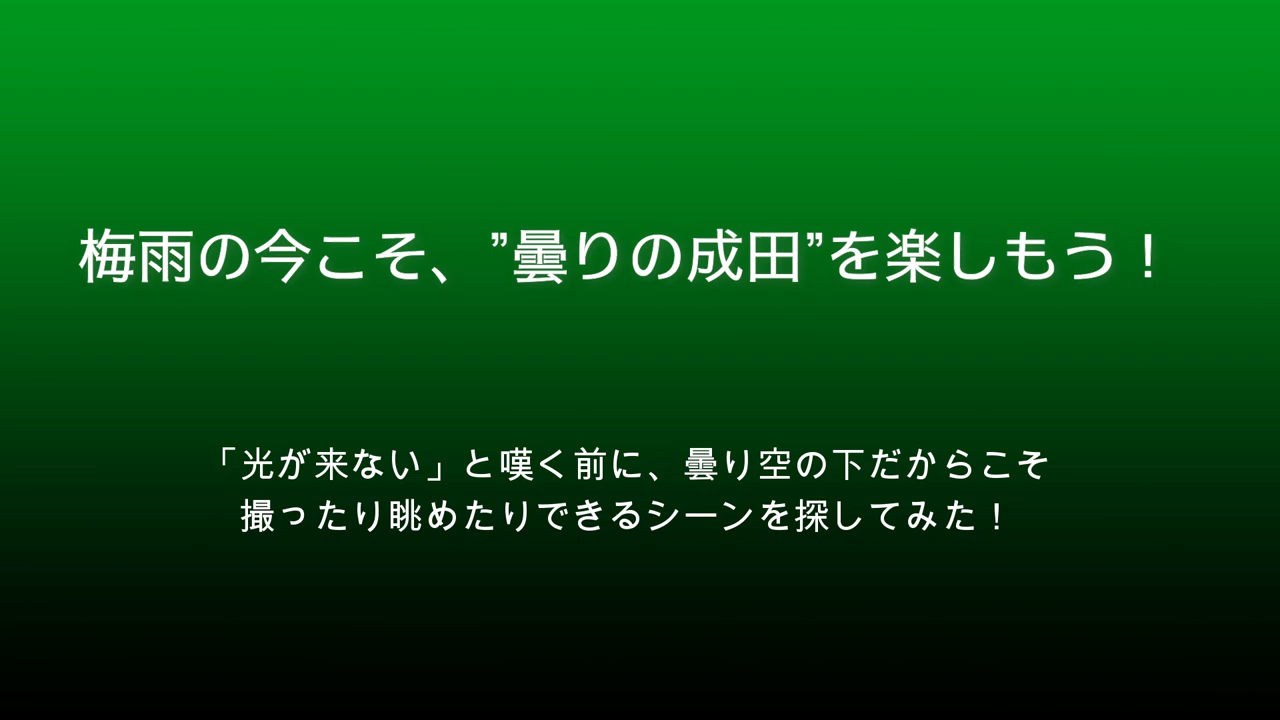 梅雨の今こそ、”曇りの成田”を楽しもう！
「光が来ない」と嘆く前に、曇り空の下だからこそ
撮ったり眺めたりできるシーンを探してみた！